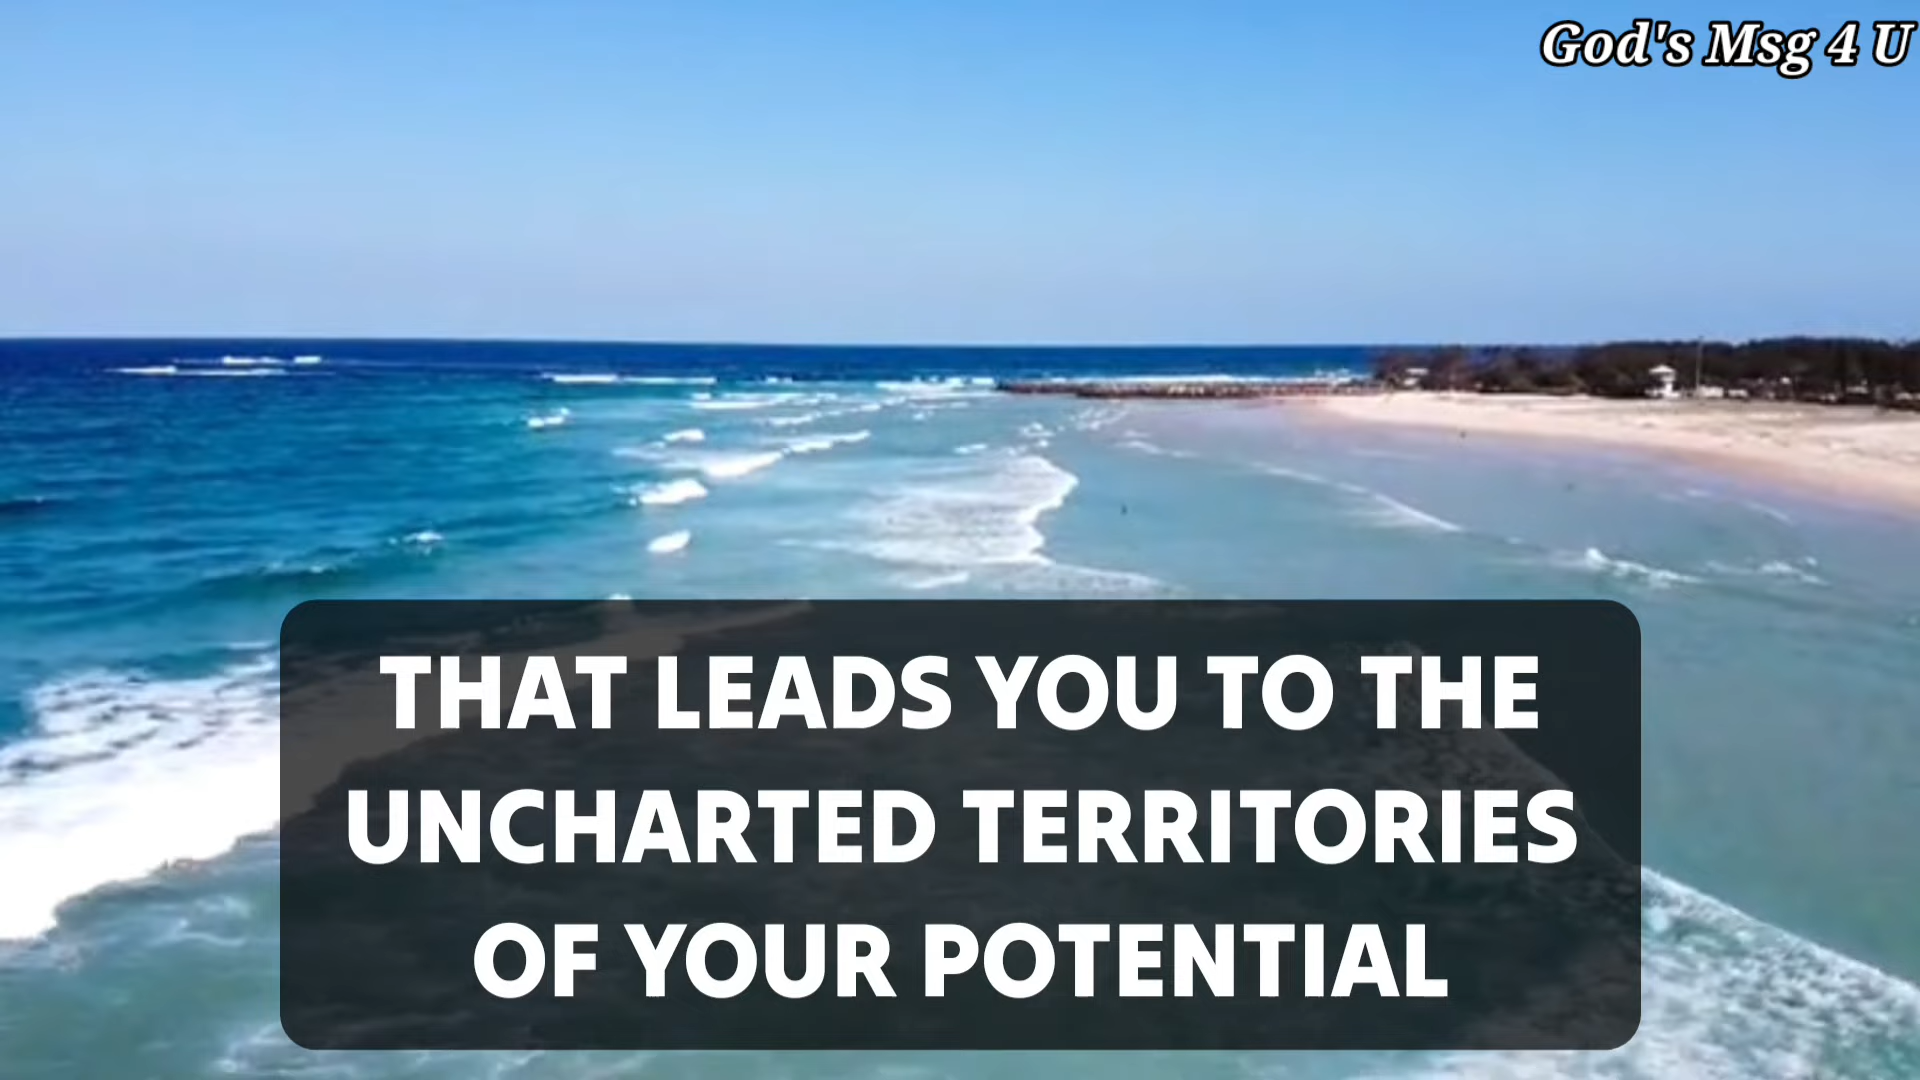 God's Msg 4 U
THAT LEADS YOU TO THE
UNCHARTED TERRITORIES
OF YOUR POTENTIAL